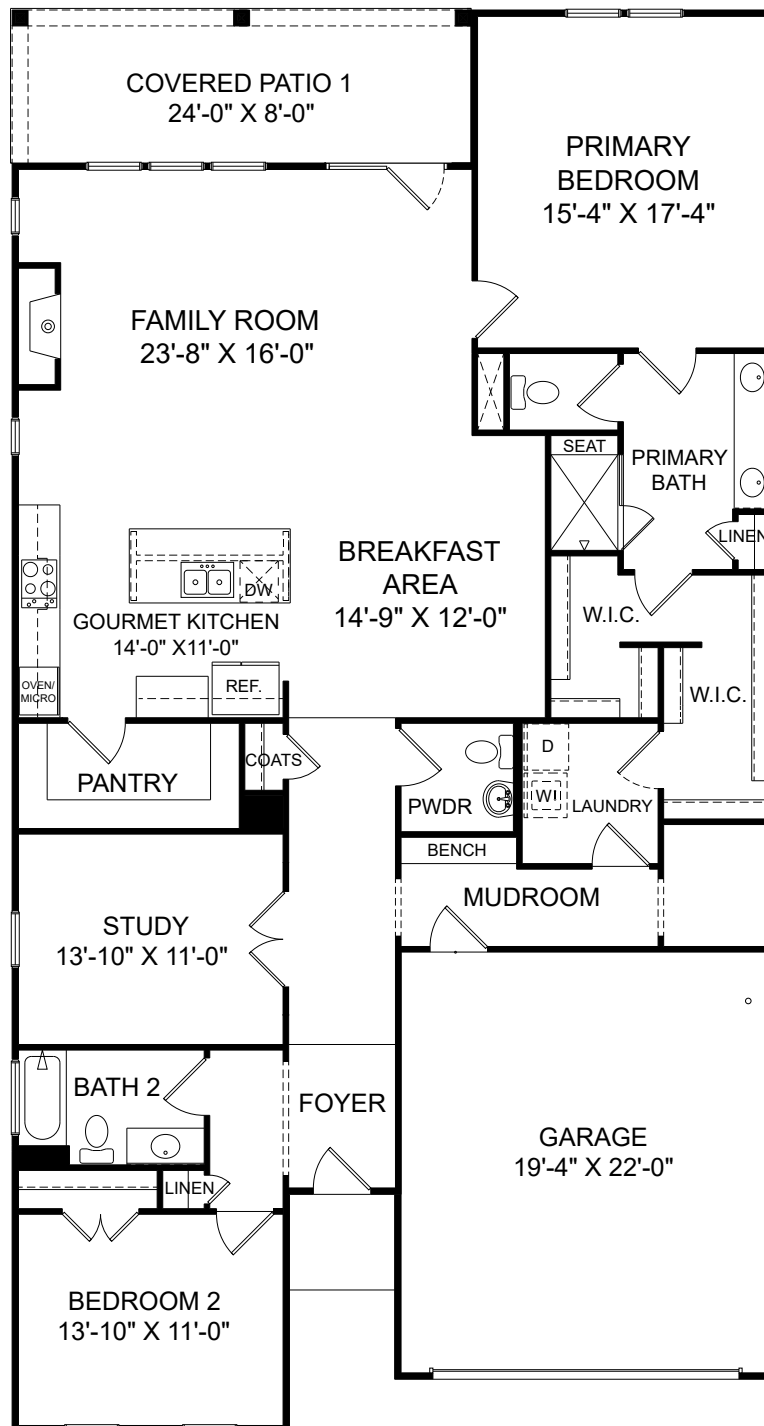 COVERED PATIO 1
24'-0" X 8'-0"
PRIMARY
BEDROOM
15'-4" X 17'-4"
FAMILY ROOM
23'-8" X 16'-0"
SEAT
PRIMARY
BATH
LINEN
BREAKFAST
AREA
14'-9" X 12'-0"
DW
GOURMET KITCHEN
14'-0" X11'-0"
OVEN/
MICRO
REF.
W.I.C.
W.I.C.
PANTRY
COATS
PWDR
D
WI
LAUNDRY
BENCH
MUDROOM
STUDY
13'-10" X 11'-0"
BATH 2
FOYER
LINEN
GARAGE
19'-4" X 22'-0"
BEDROOM 2
13'-10" X 11'-0"